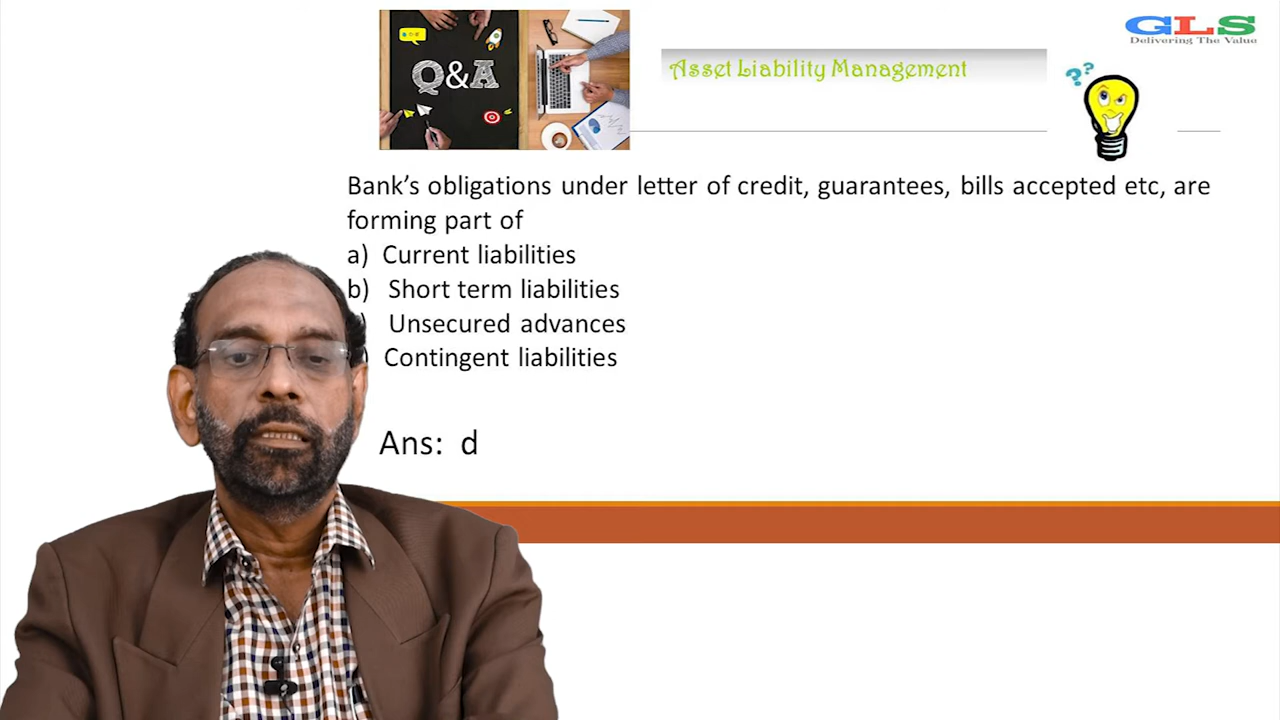 GLS
Delivering The Value
Q&A
Asset Liability Management
??
Bank’s obligations under letter of credit, guarantees, bills accepted etc, are
forming part of
a) Current liabilities
b) Short term liabilities
) Unsecured advances
) Contingent liabilities
Ans: d